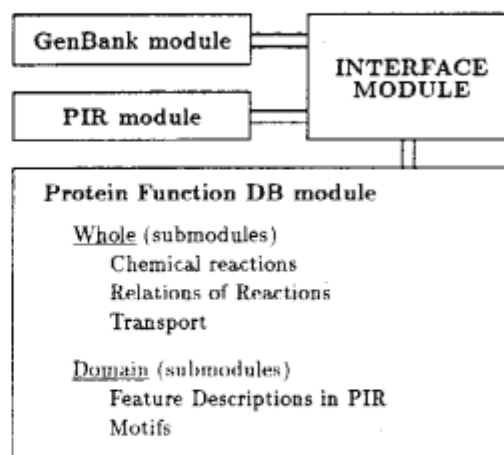 GenBank module
INTERFACE
MODULE
PIR module
Protein Function DB module
Whole (submodules)
Chemical reactions
Relations of Reactions
Transport
Domain (submodules)
Feature Descriptions in PIR
Motifs